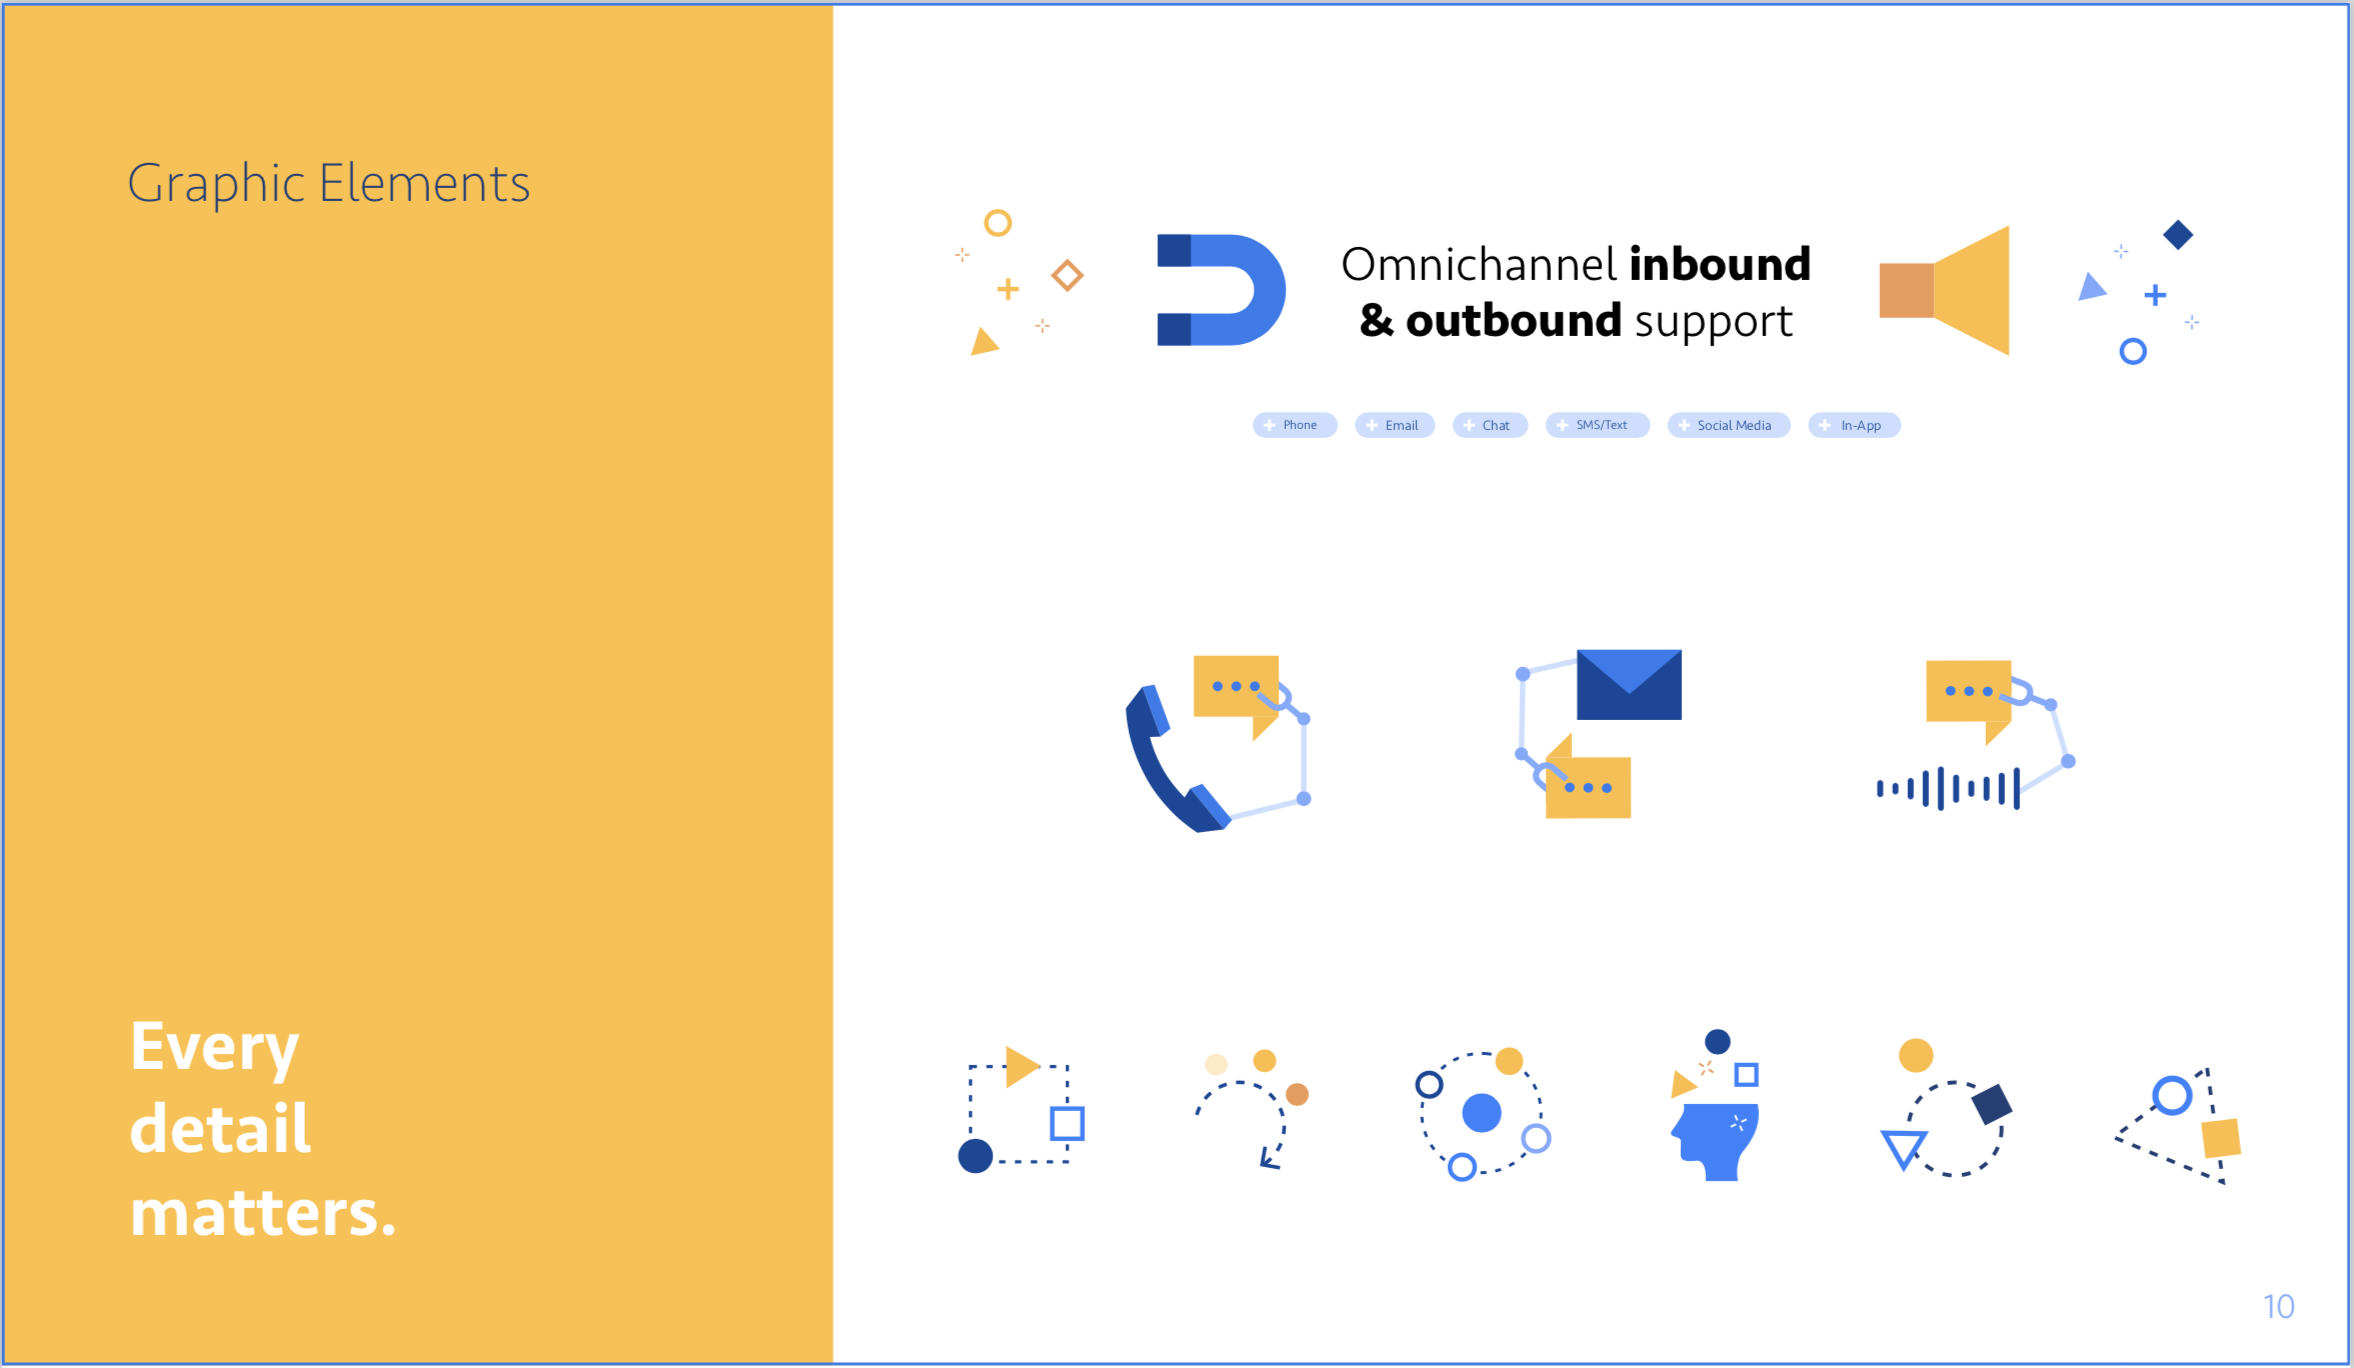 Graphic Elements
Every
detail
matters.
Omnichannel inbound
& outbound support
Phone
Email
Chat
SMS/Text
Social Media
In-App
10